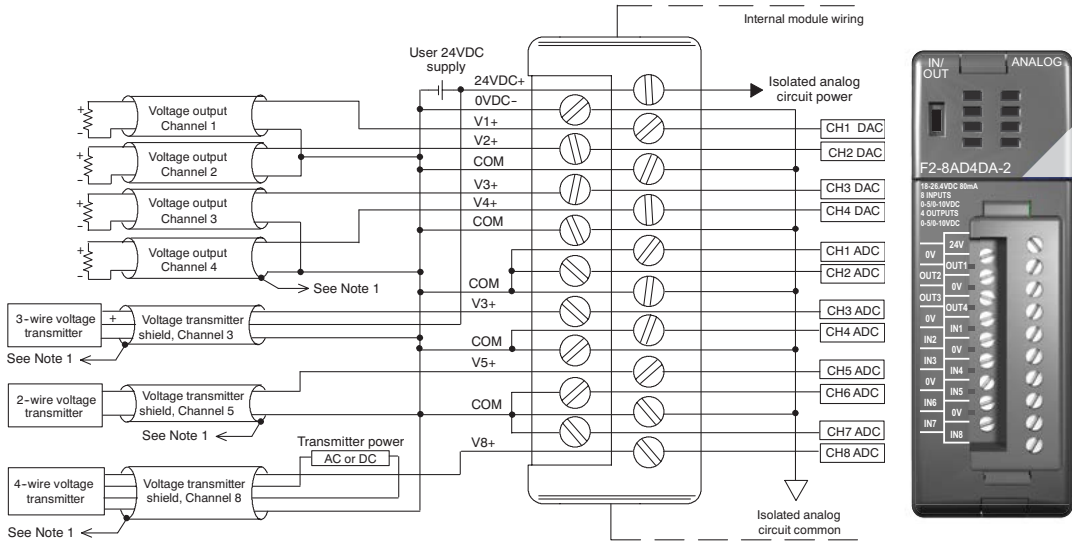 Internal module wiring
User 24VDC
supply
24VDC+
0VDC-
V1+
V2+
COM
V3+
V4+
COM
COM
V3+
COM
V5+
COM
V8+
Isolated analog
circuit power
CH1 DAC
CH2 DAC
CH3 DAC
CH4 DAC
CH1 ADC
CH2 ADC
CH3 ADC
CH4 ADC
CH5 ADC
CH6 ADC
CH7 ADC
CH8 ADC
Isolated analog
circuit common
+
-
Voltage output
Channel 1
+
-
Voltage output
Channel 2
+
-
Voltage output
Channel 3
+
-
Voltage output
Channel 4
See Note 1
3-wire voltage
transmitter
+
Voltage transmitter
shield, Channel 3
See Note 1
2-wire voltage
transmitter
Voltage transmitter
shield, Channel 5
See Note 1
Transmitter power
AC or DC
4-wire voltage
transmitter
Voltage transmitter
shield, Channel 8
See Note 1
IN/
OUT
ANALOG
F2-8AD4DA-2
18-26.4VDC 80mA
8 INPUTS
0-5/0-10VDC
4 OUTPUTS
0-5/0-10VDC
24V
0V
OUT1
OUT2
0V
OUT3
OUT4
0V
IN1
IN2
0V
IN3
IN4
0V
IN5
IN6
0V
IN7
IN8